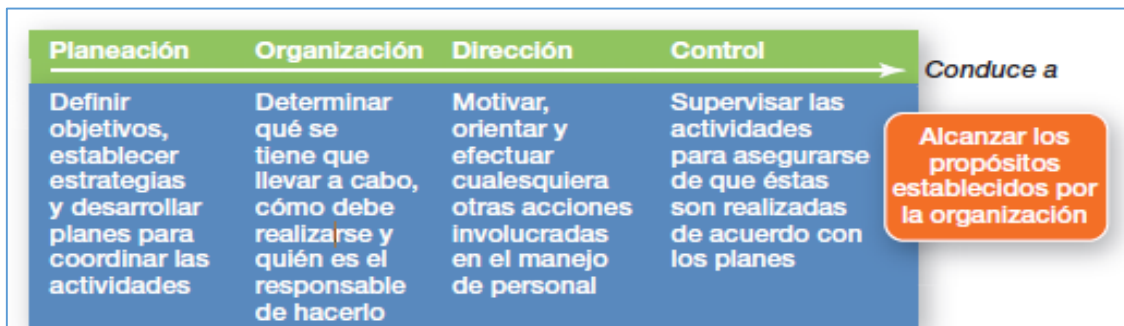 Planeación
Organización
Dirección
Control
Conduce a
Definir
objetivos,
establecer
estrategias
y desarrollar
planes para
coordinar las
actividades
Determinar
qué se
tiene que
llevar a cabo,
cómo debe
realizarse y
quién es el
responsable
de hacerlo
Motivar,
orientar y
efectuar
cualesquiera
otras acciones
involucradas
en el manejo
de personal
Supervisar las
actividades
para asegurarse
de que éstas
son realizadas
de acuerdo con
los planes
Alcanzar los
propósitos
establecidos por
la organización